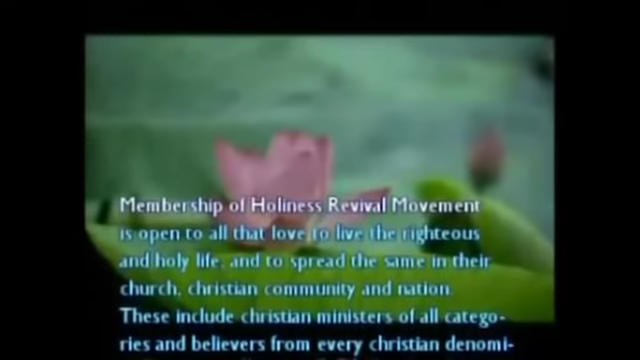 Membership of Holiness Revival Movement
is open to all that love to live the righteous
and holy life, and to spread the same in their
church, christian community and nation.
These include christian ministers of all catego-
ries and believers from every christian denomi-